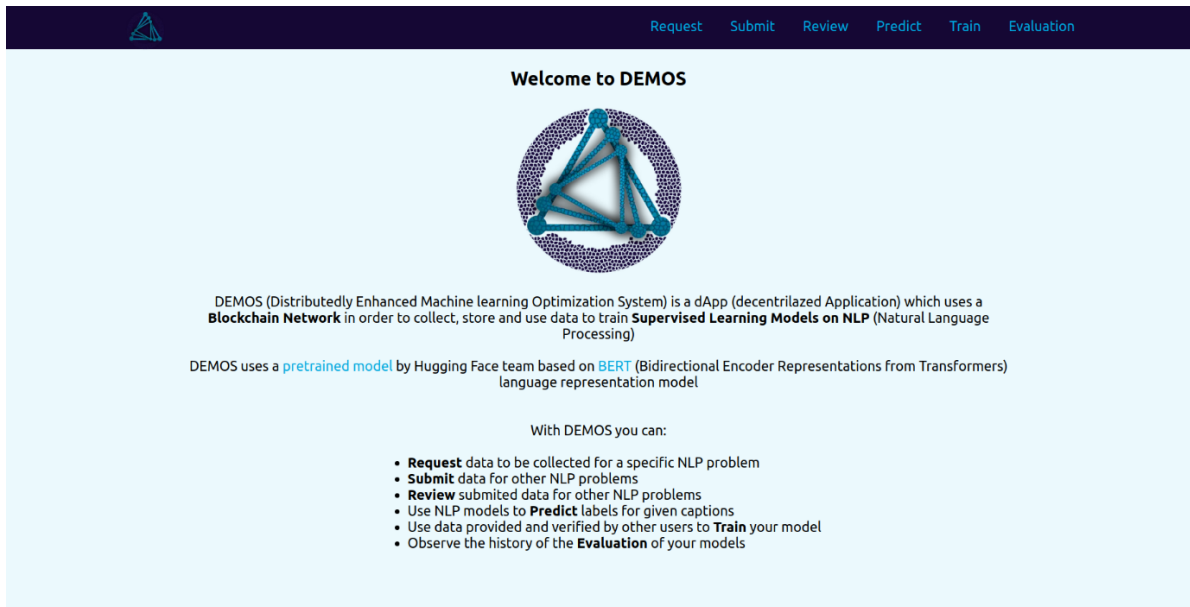 Request Submit Review Predict Train Evaluation
Welcome to DEMOS
DEMOS (Distributedly Enhanced Machine learning Optimization System) is a dApp (decentrilazed Application) which uses a
Blockchain Network in order to collect, store and use data to train Supervised Learning Models on NLP (Natural Language
Processing)
DEMOS uses a pretrained model by Hugging Face team based on BERT (Bidirectional Encoder Representations from Transformers)
language representation model
With DEMOS you can:
• Request data to be collected for a specific NLP problem
• Submit data for other NLP problems
• Review submited data for other NLP problems
• Use NLP models to Predict labels for given captions
• Use data provided and verified by other users to Train your model
• Observe the history of the Evaluation of your models